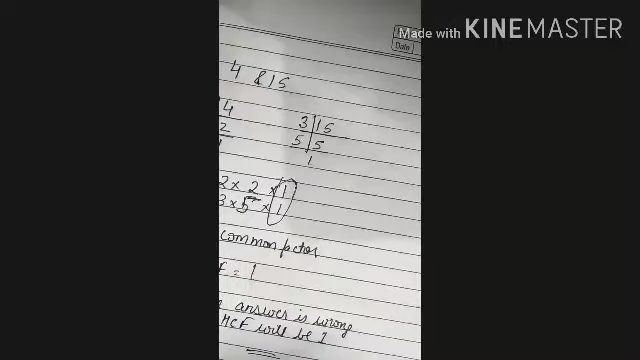 Made with KINEMASTER
Date
4 & 15
4
3 15
2
5 5
1
1
2 × 2 × 1
3 × 5 × 1
common factor
F = 1
answer is wrong
HCF will be 1